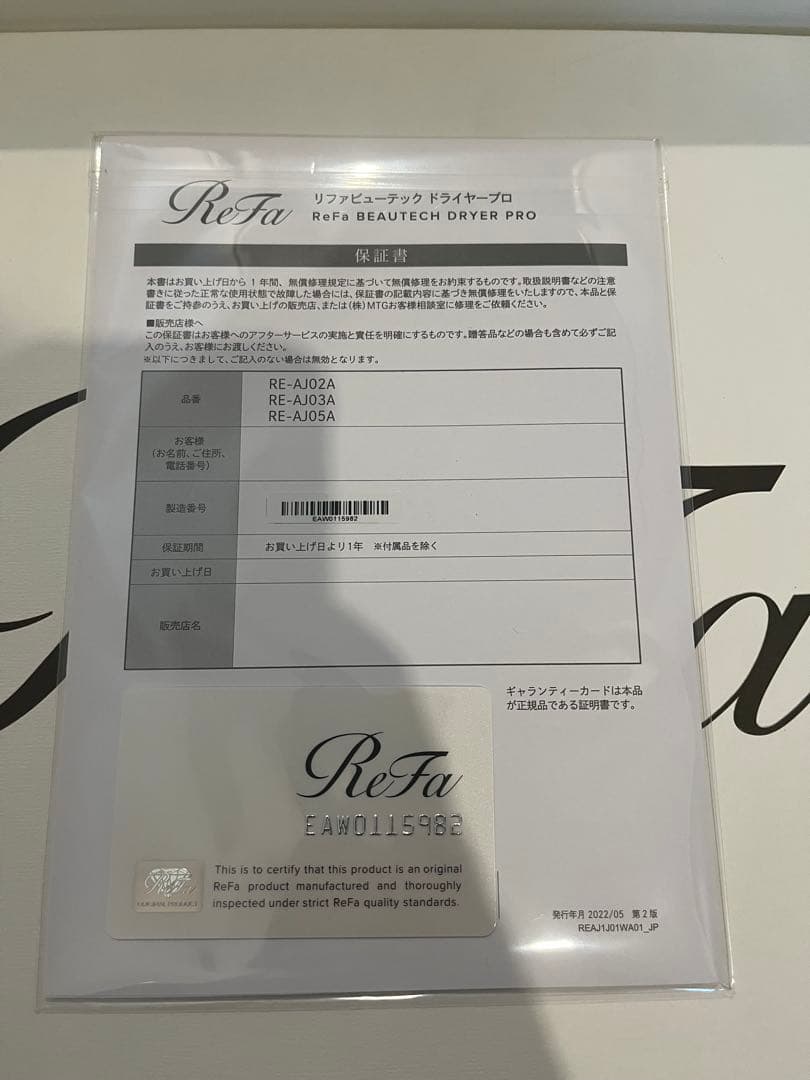 ReFa
リファビューテック ドライヤープロ
ReFa BEAUTECH DRYER PRO
保証書
本書はお買い上げ日から 1 年間、無償修理規定に基づいて無償修理をお約束するものです。取扱説明書などの注意
書きに従った正常な使用状態で故障した場合には、保証書の記載内容に基づき無償修理をいたしますので、本品と保
証書をご持参のうえ、お買い上げの販売店、または(株)MTGお客様相談室に修理をご依頼ください。
■販売店様へ
この保証書はお客様へのアフターサービスの実施と責任を明確にするものです。贈答品などの場合も含めて必ずご記
入のうえ、お客様にお渡しください。
※以下につきまして、ご記入のない場合は無効となります。
品番
RE-AJ02A
RE-AJ03A
RE-AJ05A
お客様
(お名前、ご住所、
電話番号)
製造番号
EAW0115982
保証期間
お買い上げ日より1年 ※付属品を除く
お買い上げ日
販売店名
ギャランティーカードは本品
が正規品である証明書です。
ReFa
EAW0115982
This is to certify that this product is an original
ReFa product manufactured and thoroughly
inspected under strict ReFa quality standards.
ReFa
ORIGINAL PRODUCT
発行年月 2022/05 第2版
REAJ1J01WA01_JP